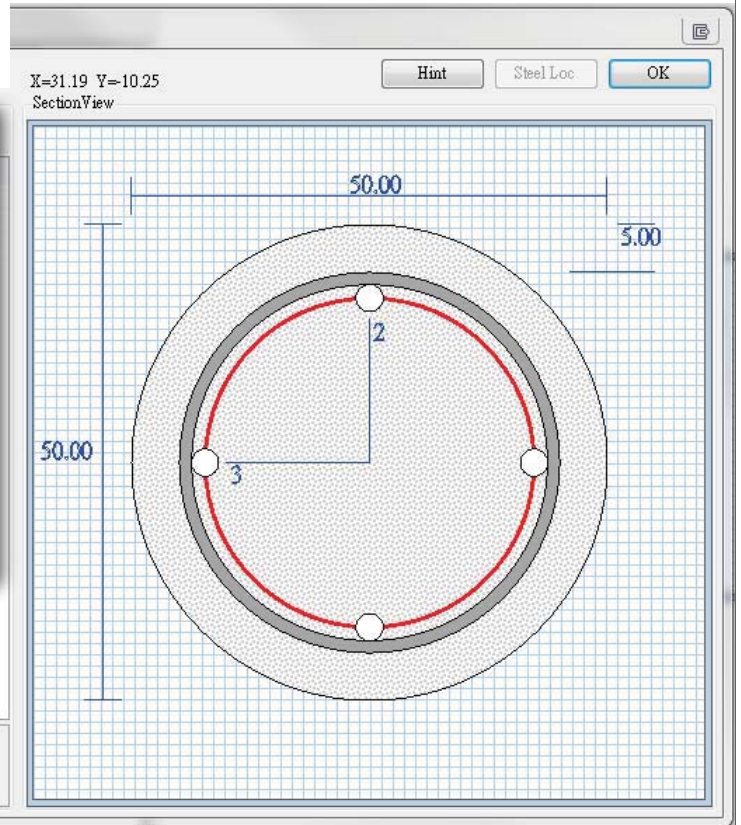 X=31.19 Y=-10.25
Hint
Steel Loc
OK
SectionView
50.00
5.00
2
50.00
3